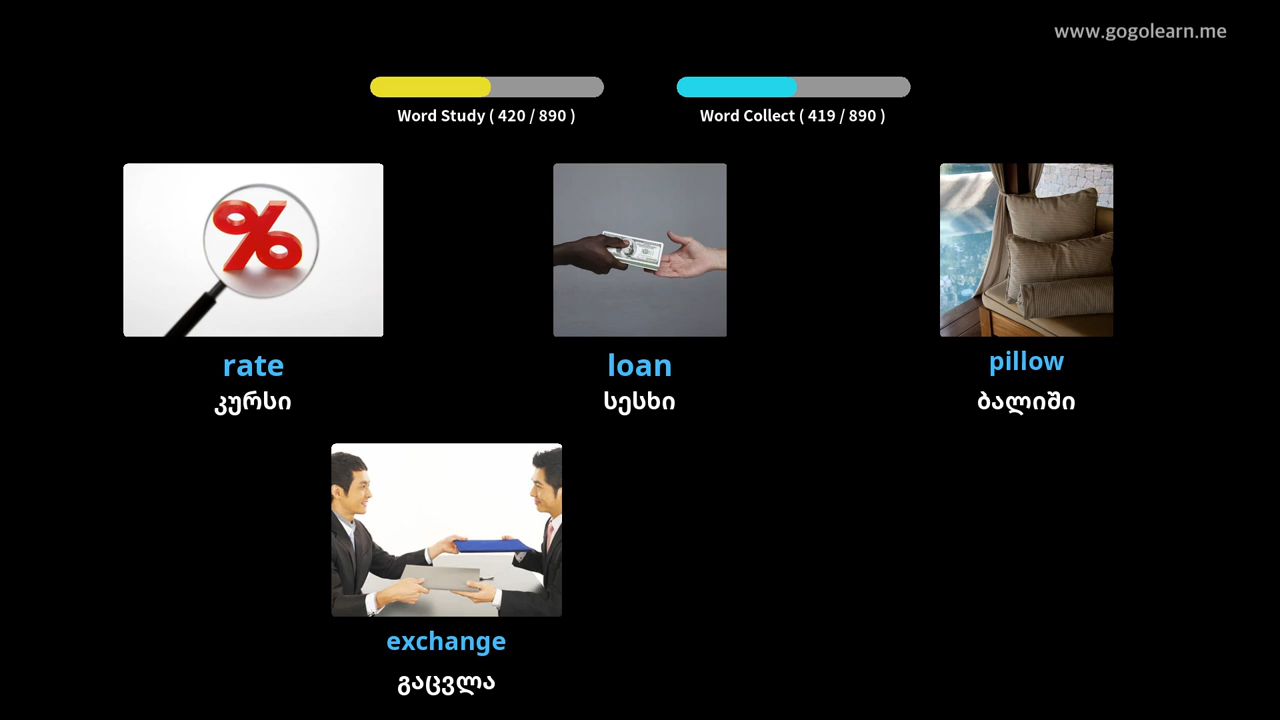 www.gogolearn.me
Word Study ( 420 / 890 )
Word Collect ( 419 / 890 )
rate
კურსი
loan
სესხი
pillow
ბალიში
exchange
გაცვლა